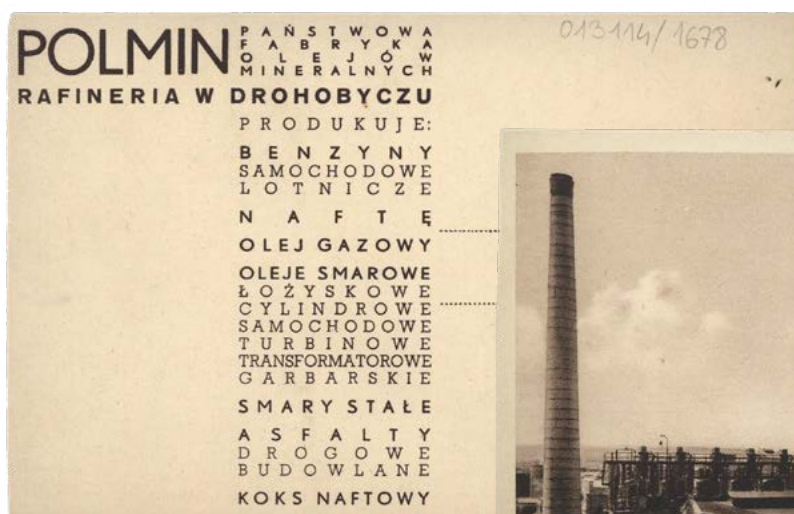 POLMIN
PAŃSTWOWA
FABRYKA
OLEJÓW
MINERALNYCH
RAFINERIA W DROHOBYCZU
PRODUKUJE:
BENZYNY
SAMOCHODOWE
LOTNICZE
NAFTĘ
OLEJ GAZOWY
OLEJE SMAROWE
ŁOŻYSKOWE
CYLINDROWE
SAMOCHODOWE
TURBINOWE
TRANSFORMATOROWE
GARBARSKIE
SMARY STAŁE
ASFALTY
DROGOWE
BUDOWLANE
KOKS NAFTOWY
013114/1678